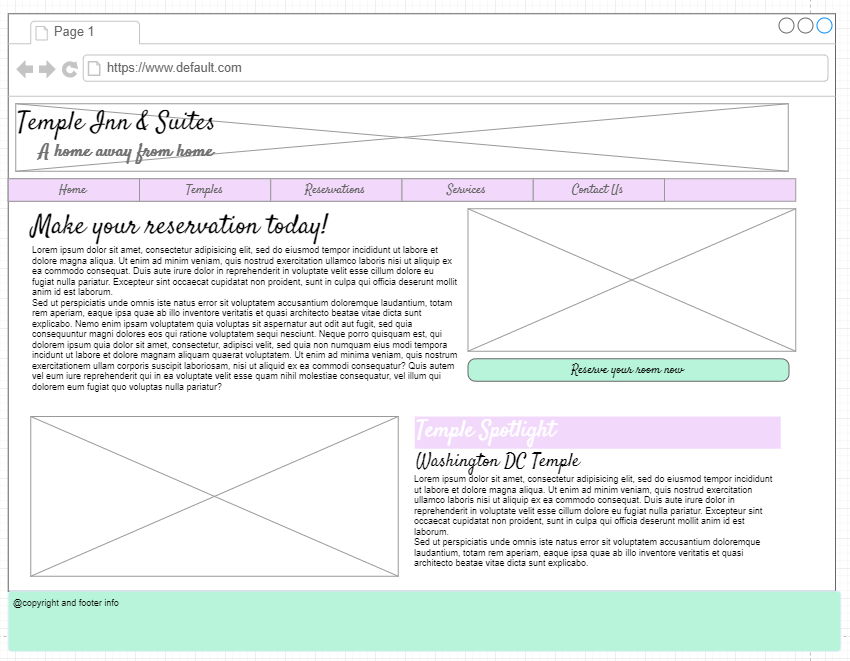 Page 1
https://www.default.com
Temple Inn & Suites
A home away from home
Home Temples Reservations Services Contact Us
Make your reservation today!
Lorem ipsum dolor sit amet, consectetur adipisicing elit, sed do eiusmod tempor incididunt ut labore et
dolore magna aliqua. Ut enim ad minim veniam, quis nostrud exercitation ullamco laboris nisi ut aliquip ex
ea commodo consequat. Duis aute irure dolor in reprehenderit in voluptate velit esse cillum dolore eu
fugiat nulla pariatur. Excepteur sint occaecat cupidatat non proident, sunt in culpa qui officia deserunt mollit
anim id est laborum.
Sed ut perspiciatis unde omnis iste natus error sit voluptatem accusantium doloremque laudantium, totam
rem aperiam, eaque ipsa quae ab illo inventore veritatis et quasi architecto beatae vitae dicta sunt
explicabo. Nemo enim ipsam voluptatem quia voluptas sit aspernatur aut odit aut fugit, sed quia
consequuntur magni dolores eos qui ratione voluptatem sequi nesciunt. Neque porro quisquam est, qui
dolorem ipsum quia dolor sit amet, consectetur, adipisci velit, sed quia non numquam eius modi tempora
incidunt ut labore et dolore magnam aliquam quaerat voluptatem. Ut enim ad minima veniam, quis nostrum
exercitationem ullam corporis suscipit laboriosam, nisi ut aliquid ex ea commodi consequatur? Quis autem
vel eum iure reprehenderit qui in ea voluptate velit esse quam nihil molestiae consequatur, vel illum qui
dolorem eum fugiat quo voluptas nulla pariatur?
Reserve your room now
Temple Spotlight
Washington DC Temple
Lorem ipsum dolor sit amet, consectetur adipisicing elit, sed do eiusmod tempor incididunt
ut labore et dolore magna aliqua. Ut enim ad minim veniam, quis nostrud exercitation
ullamco laboris nisi ut aliquip ex ea commodo consequat. Duis aute irure dolor in
reprehenderit in voluptate velit esse cillum dolore eu fugiat nulla pariatur. Excepteur sint
occaecat cupidatat non proident, sunt in culpa qui officia deserunt mollit anim id est
laborum.
Sed ut perspiciatis unde omnis iste natus error sit voluptatem accusantium doloremque
laudantium, totam rem aperiam, eaque ipsa quae ab illo inventore veritatis et quasi
architecto beatae vitae dicta sunt explicabo.
@copyright and footer info